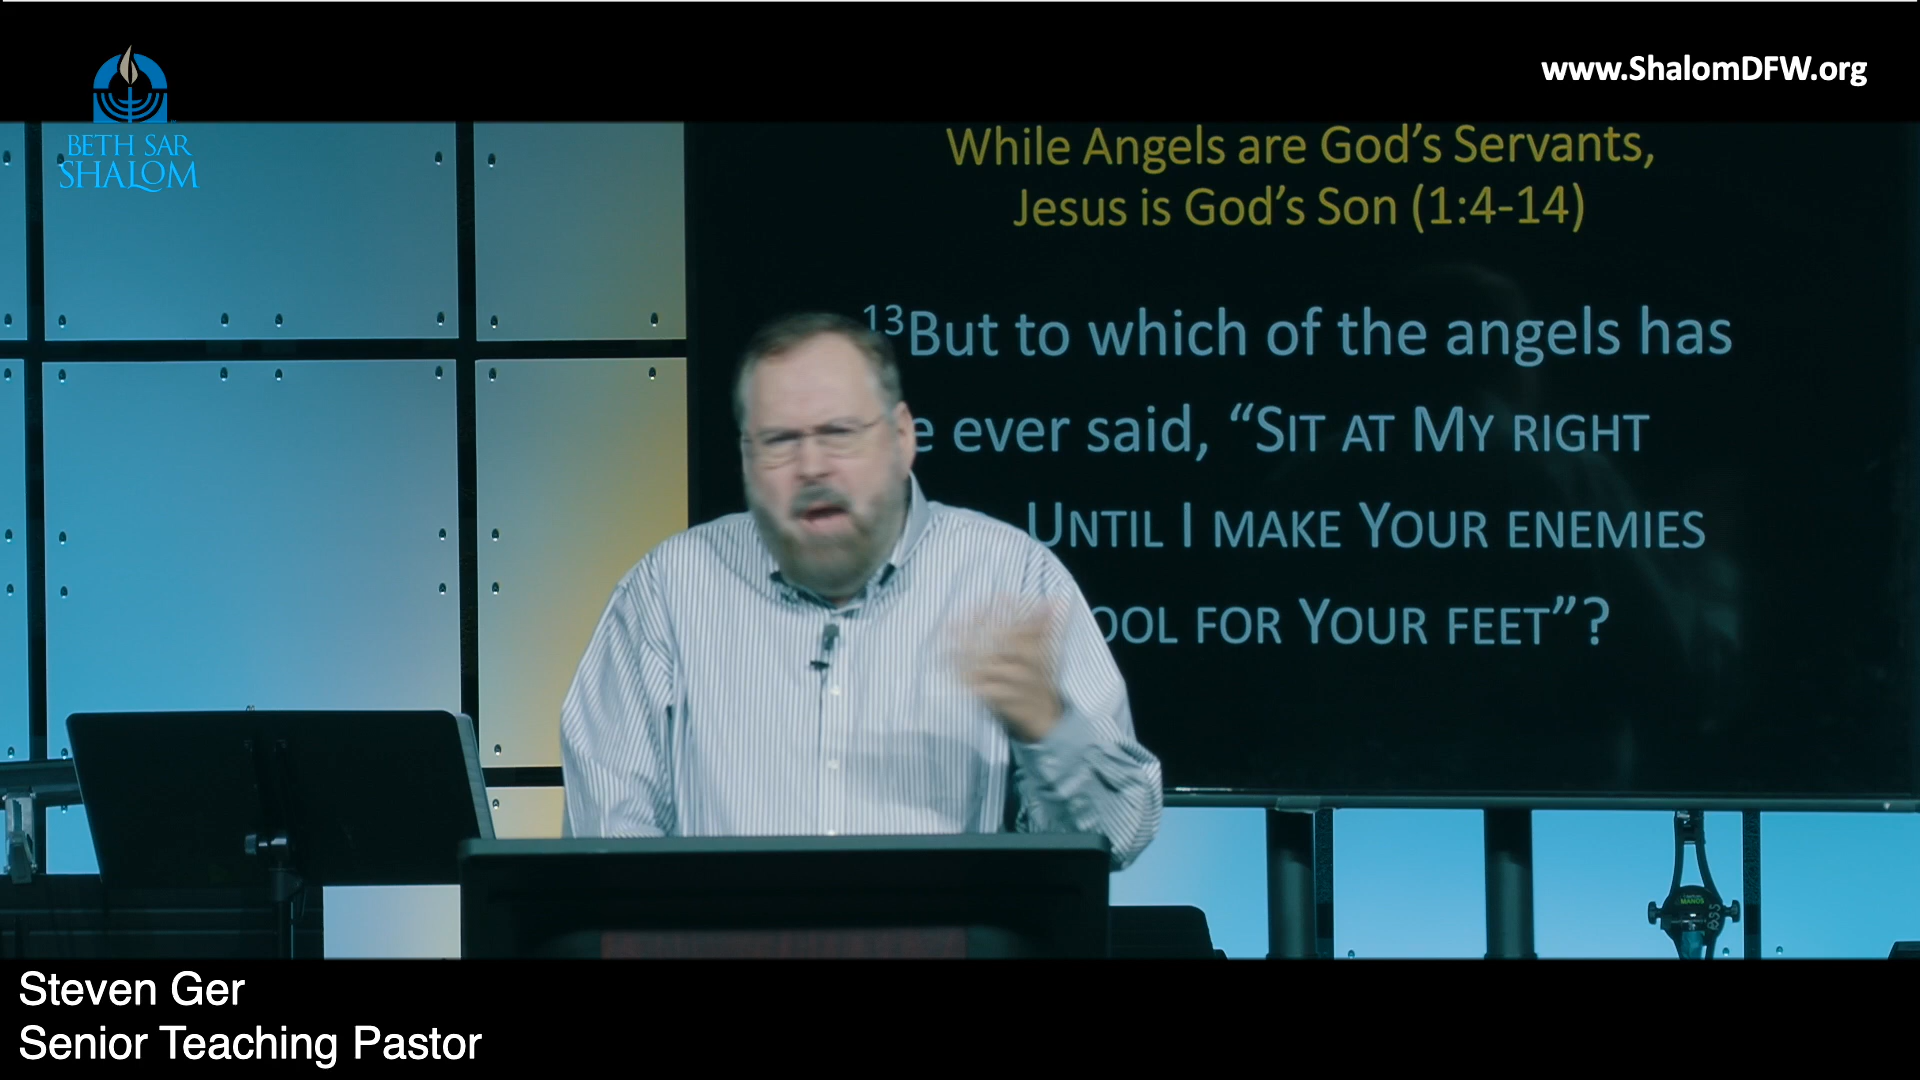 www.ShalomDFW.org
BETH SAR
SHALOM
While Angels are God's Servants,
Jesus is God's Son (1:4-14)
13But to which of the angels has
e ever said, “SIT AT MY RIGHT
UNTIL I MAKE YOUR ENEMIES
OOL FOR YOUR FEET”?
MANOS
Steven Ger
Senior Teaching Pastor